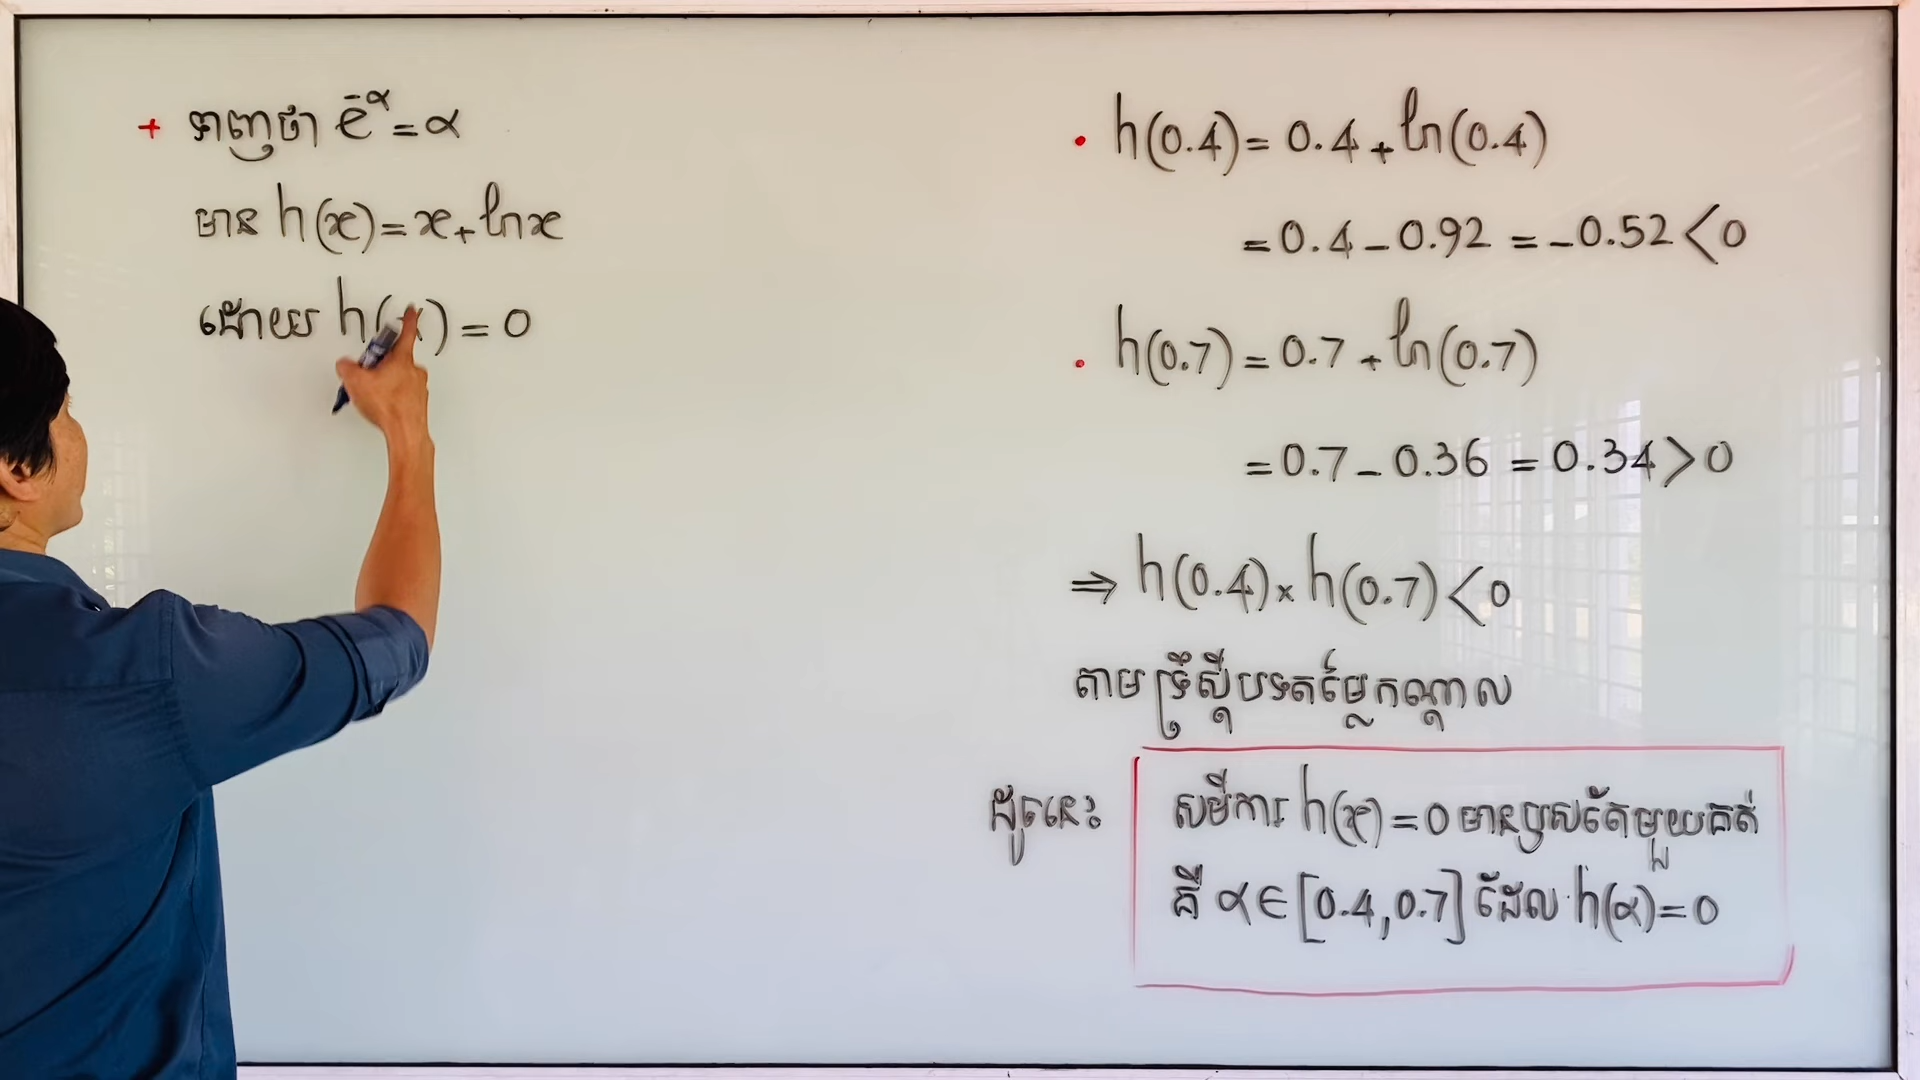 + ទាញថា e^-α = α
មាន h(x) = x + ln x
ដោយ h(α) = 0
• h(0.4) = 0.4 + ln(0.4)
= 0.4 - 0.92 = -0.52 < 0
• h(0.7) = 0.7 + ln(0.7)
= 0.7 - 0.36 = 0.34 > 0
⇒ h(0.4) × h(0.7) < 0
តាមទ្រឹស្តីបទតម្លៃកណ្តាល
ដូចនេះ សមីការ h(x) = 0 មានឫសតែមួយគត់
គឺ α ∈ [0.4, 0.7] ដែល h(α) = 0